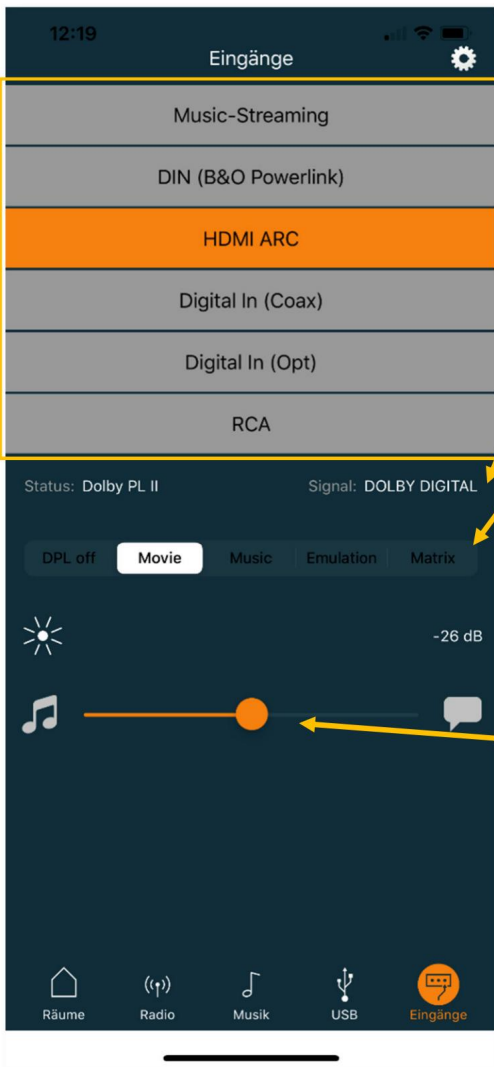 12:19
Eingänge
Music-Streaming
DIN (B&O Powerlink)
HDMI ARC
Digital In (Coax)
Digital In (Opt)
RCA
Status: Dolby PL II Signal: DOLBY DIGITAL
DPL off Movie Music Emulation Matrix
-26 dB
Räume Radio Musik USB Eingänge